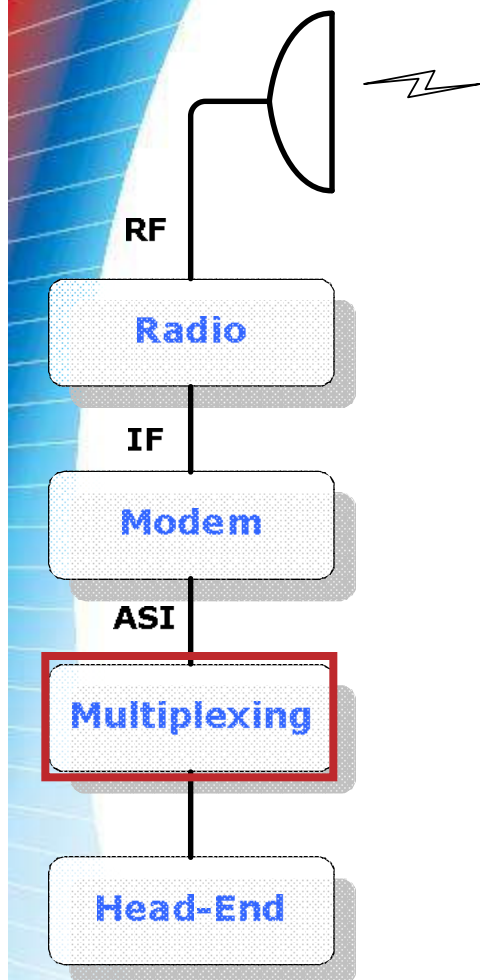 RF
Radio
IF
Modem
ASI
Multiplexing
Head-End